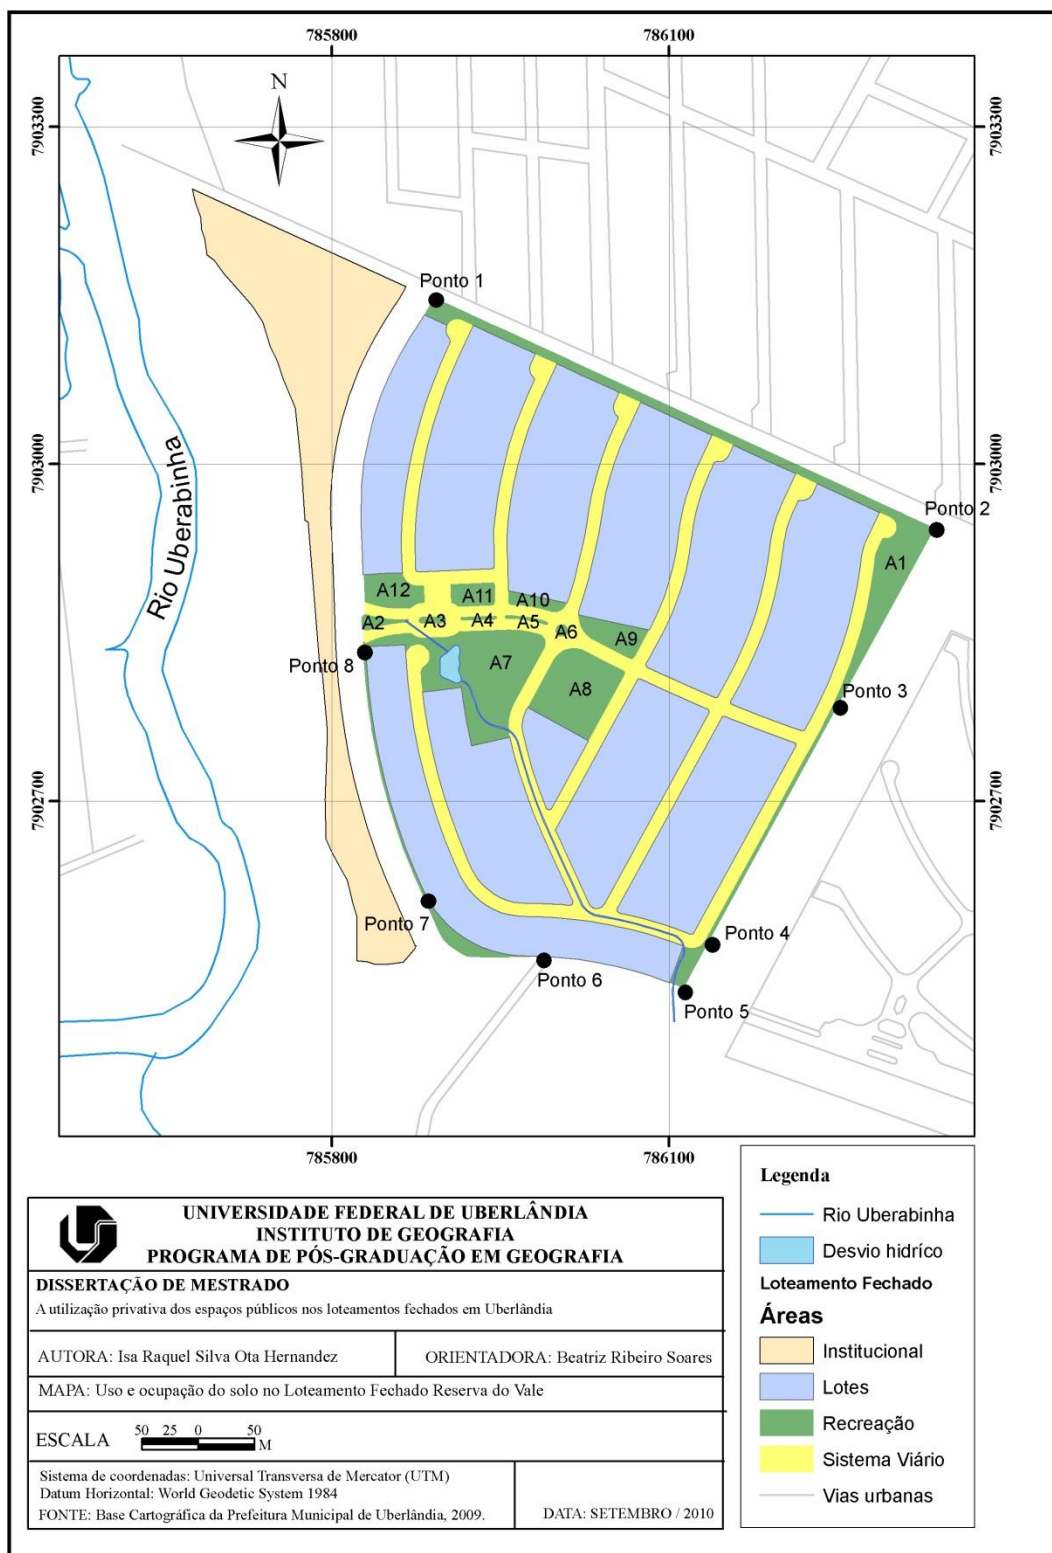 785800
786100
7903300
7903300
N
Ponto 1
Ponto 2
7903000
7903000
Rio Uberabinha
A1
A12
A11
A10
A2
A3
A4
A5
A6
A9
A7
A8
Ponto 8
Ponto 3
7902700
7902700
Ponto 7
Ponto 4
Ponto 6
Ponto 5
785800
786100
Legenda
Rio Uberabinha
Desvio hidríco
Loteamento Fechado
Áreas
Institucional
Lotes
Recreação
Sistema Viário
Vias urbanas
UNIVERSIDADE FEDERAL DE UBERLÂNDIA
INSTITUTO DE GEOGRAFIA
PROGRAMA DE PÓS-GRADUAÇÃO EM GEOGRAFIA
DISSERTAÇÃO DE MESTRADO
A utilização privativa dos espaços públicos nos loteamentos fechados em Uberlândia
AUTORA: Isa Raquel Silva Ota Hernandez
ORIENTADORA: Beatriz Ribeiro Soares
MAPA: Uso e ocupação do solo no Loteamento Fechado Reserva do Vale
ESCALA
50 25 0 50
M
Sistema de coordenadas: Universal Transversa de Mercator (UTM)
Datum Horizontal: World Geodetic System 1984
FONTE: Base Cartográfica da Prefeitura Municipal de Uberlândia, 2009.
DATA: SETEMBRO / 2010